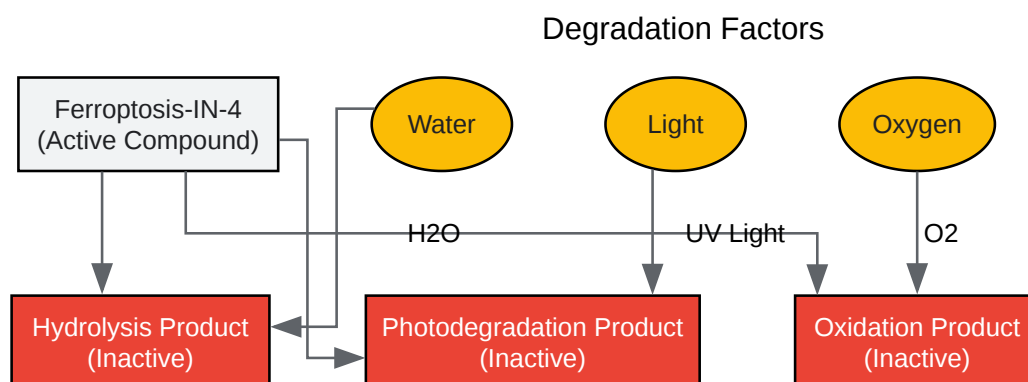 Degradation Factors
Ferroptosis-IN-4
(Active Compound)
Water
Light
Oxygen
H2O
UV Light
O2
Hydrolysis Product
(Inactive)
Photodegradation Product
(Inactive)
Oxidation Product
(Inactive)